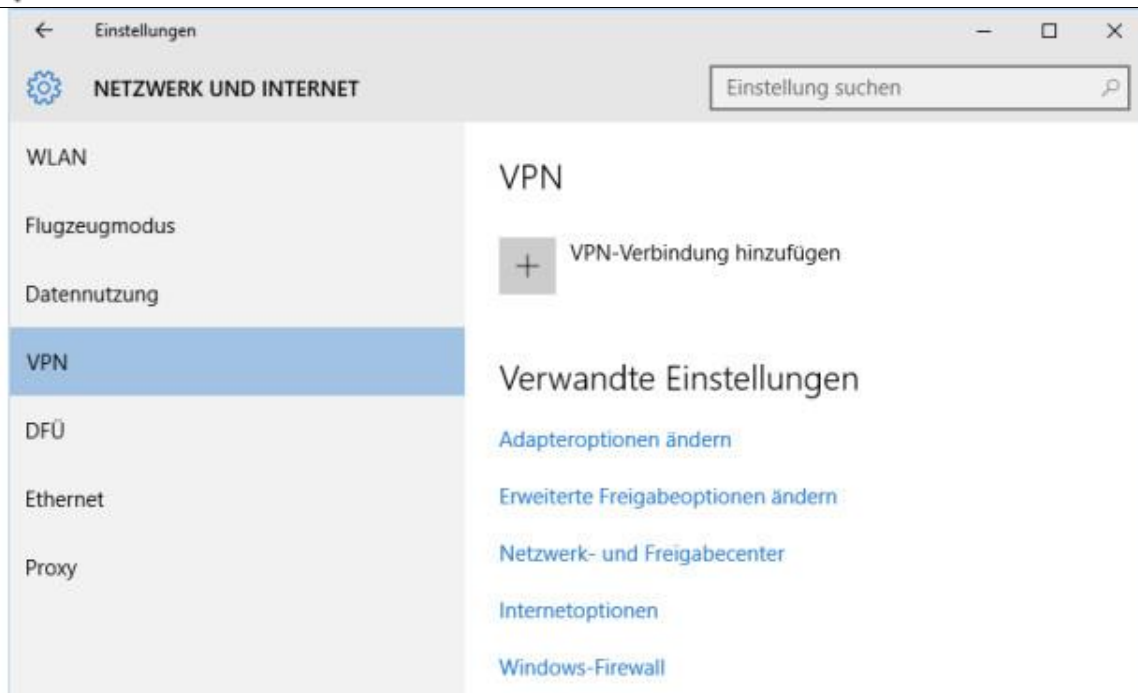 Einstellungen
NETZWERK UND INTERNET
Einstellung suchen
WLAN
Flugzeugmodus
Datennutzung
VPN
DFÜ
Ethernet
Proxy
VPN
VPN-Verbindung hinzufügen
Verwandte Einstellungen
Adapteroptionen ändern
Erweiterte Freigabeoptionen ändern
Netzwerk- und Freigabecenter
Internetoptionen
Windows-Firewall